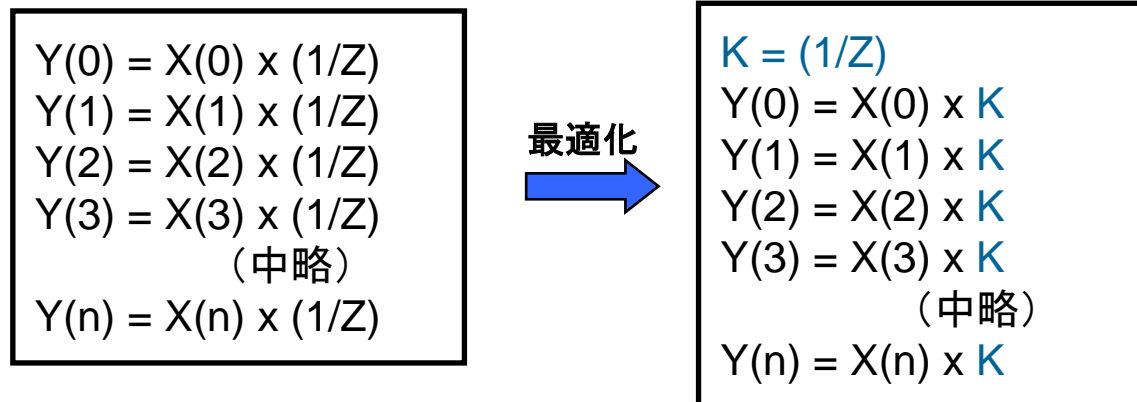 Y(0) = X(0) x (1/Z)
Y(1) = X(1) x (1/Z)
Y(2) = X(2) x (1/Z)
Y(3) = X(3) x (1/Z)
（中略）
Y(n) = X(n) x (1/Z)
最適化
K = (1/Z)
Y(0) = X(0) x K
Y(1) = X(1) x K
Y(2) = X(2) x K
Y(3) = X(3) x K
（中略）
Y(n) = X(n) x K